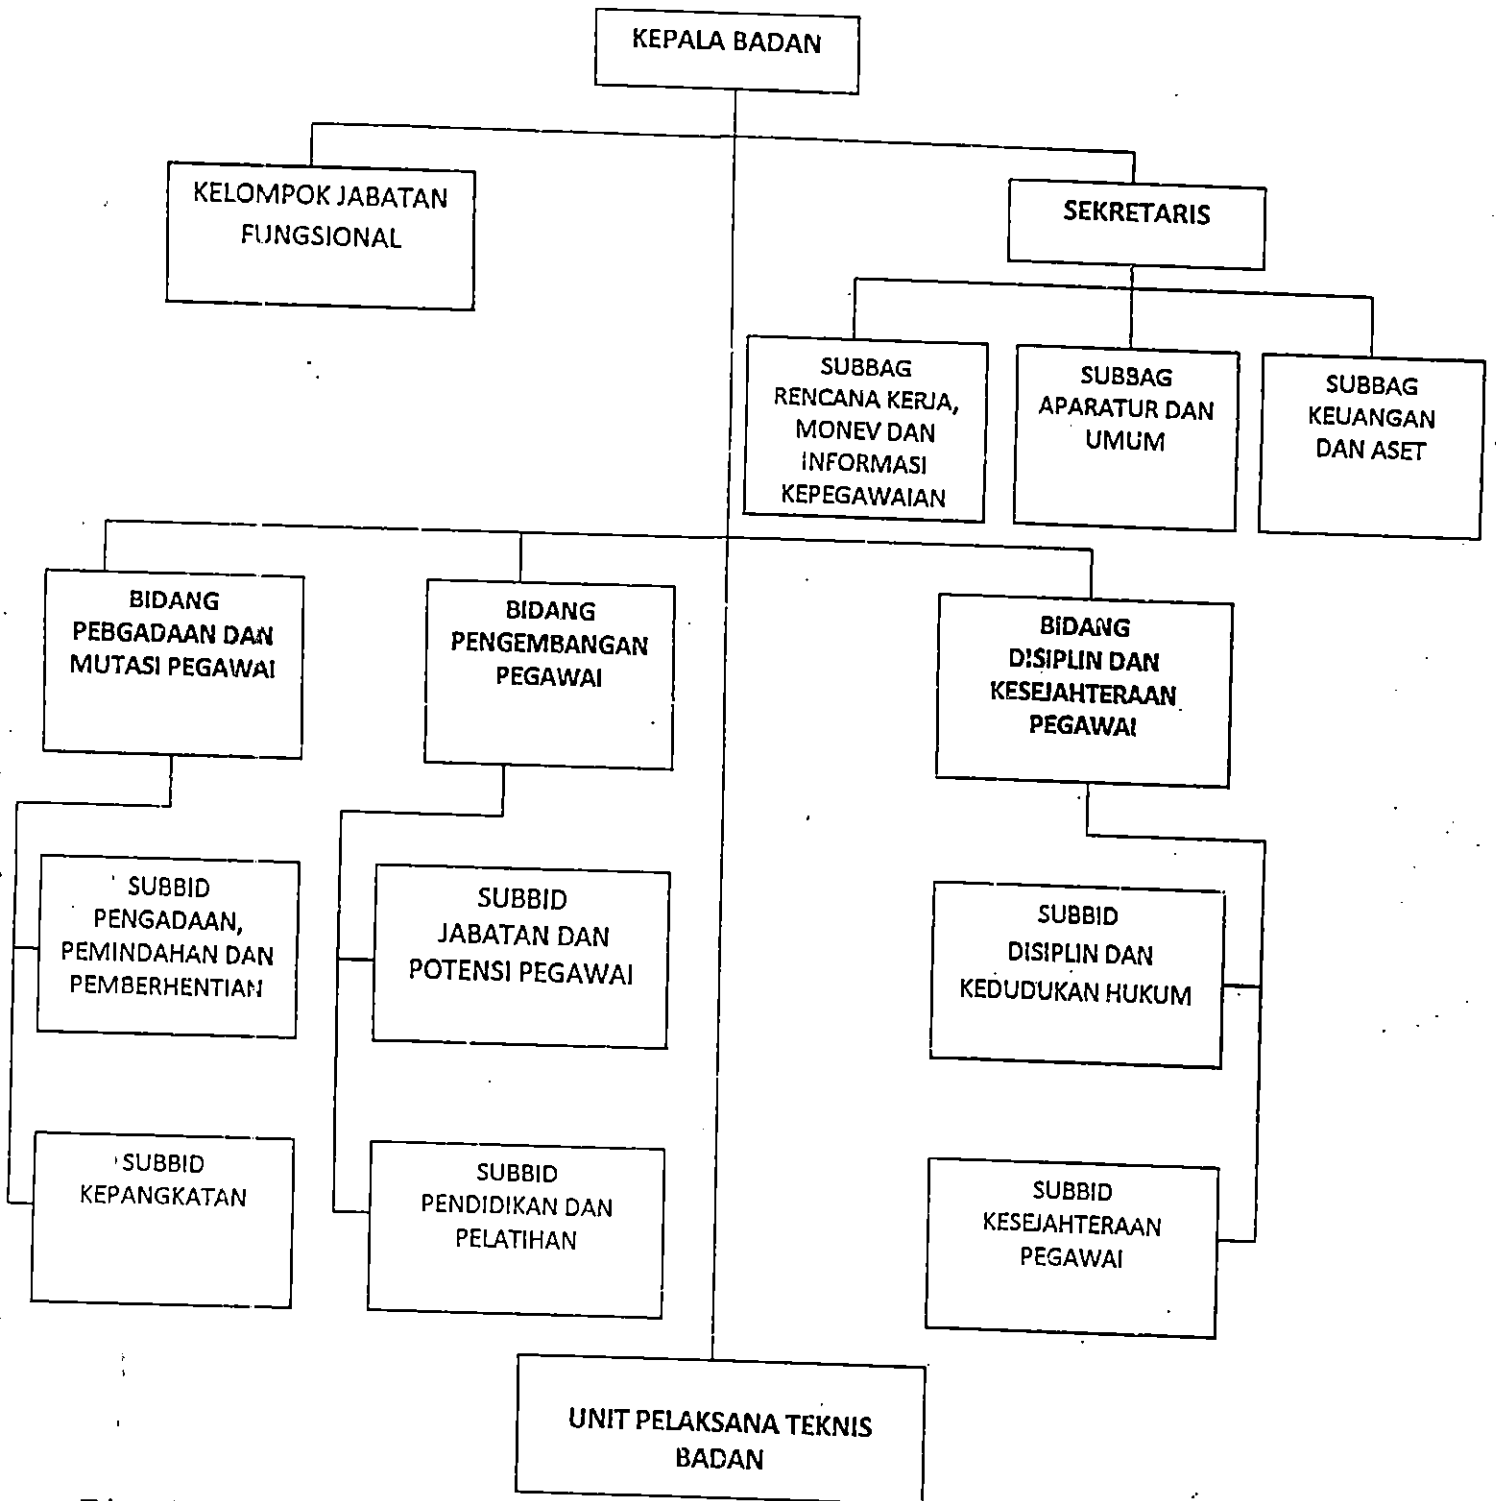 KEPALA BADAN
KELOMPOK JABATAN
FUNGSIONAL
SEKRETARIS
SUBBAG
RENCANA KERJA,
MONEV DAN
INFORMASI
KEPEGAWAIAN
SUBBAG
APARATUR DAN
UMUM
SUBBAG
KEUANGAN
DAN ASET
BIDANG
PEBGADAAN DAN
MUTASI PEGAWAI
BIDANG
PENGEMBANGAN
PEGAWAI
BIDANG
DISIPLIN DAN
KESEJAHTERAAN
PEGAWAI
SUBBID
PENGADAAN,
PEMINDAHAN DAN
PEMBERHENTIAN
SUBBID
JABATAN DAN
POTENSI PEGAWAI
SUBBID
DISIPLIN DAN
KEDUDUKAN HUKUM
SUBBID
KEPANGKATAN
SUBBID
PENDIDIKAN DAN
PELATIHAN
SUBBID
KESEJAHTERAAN
PEGAWAI
UNIT PELAKSANA TEKNIS
BADAN